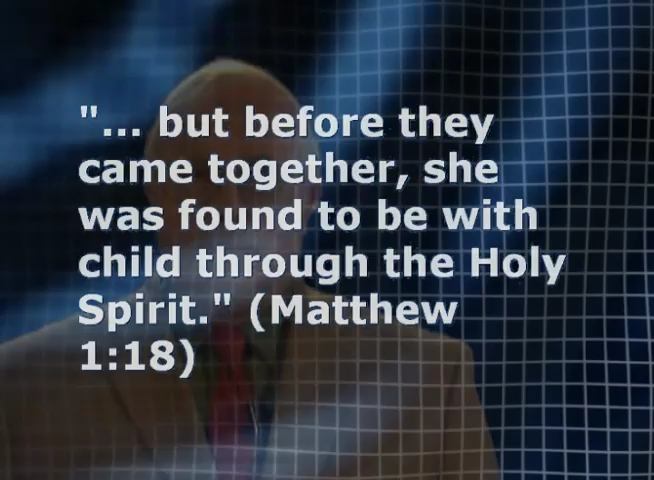 "... but before they
came together, she
was found to be with
child through the Holy
Spirit." (Matthew
1:18)